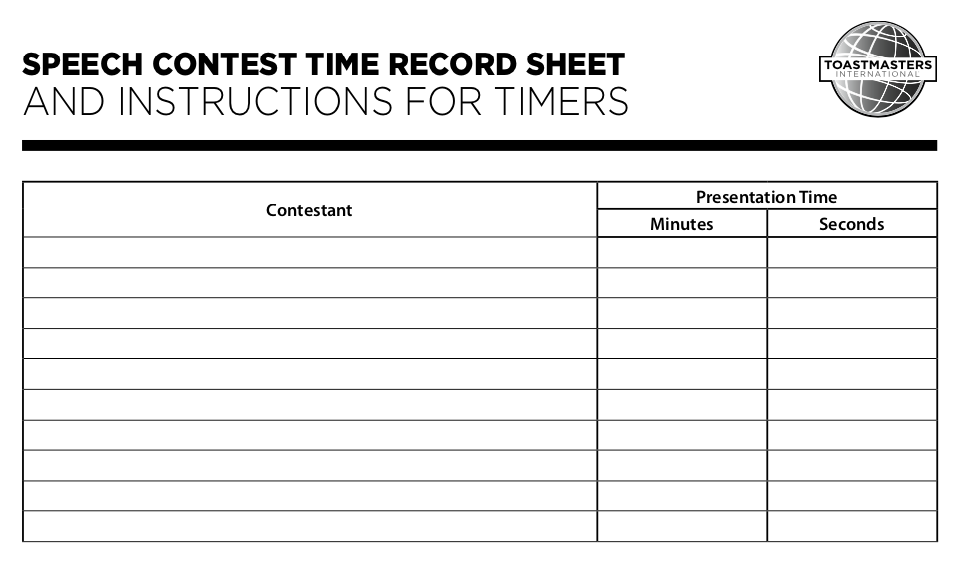 SPEECH CONTEST TIME RECORD SHEET
AND INSTRUCTIONS FOR TIMERS
TOASTMASTERS
INTERNATIONAL
Contestant
Presentation Time
Minutes
Seconds